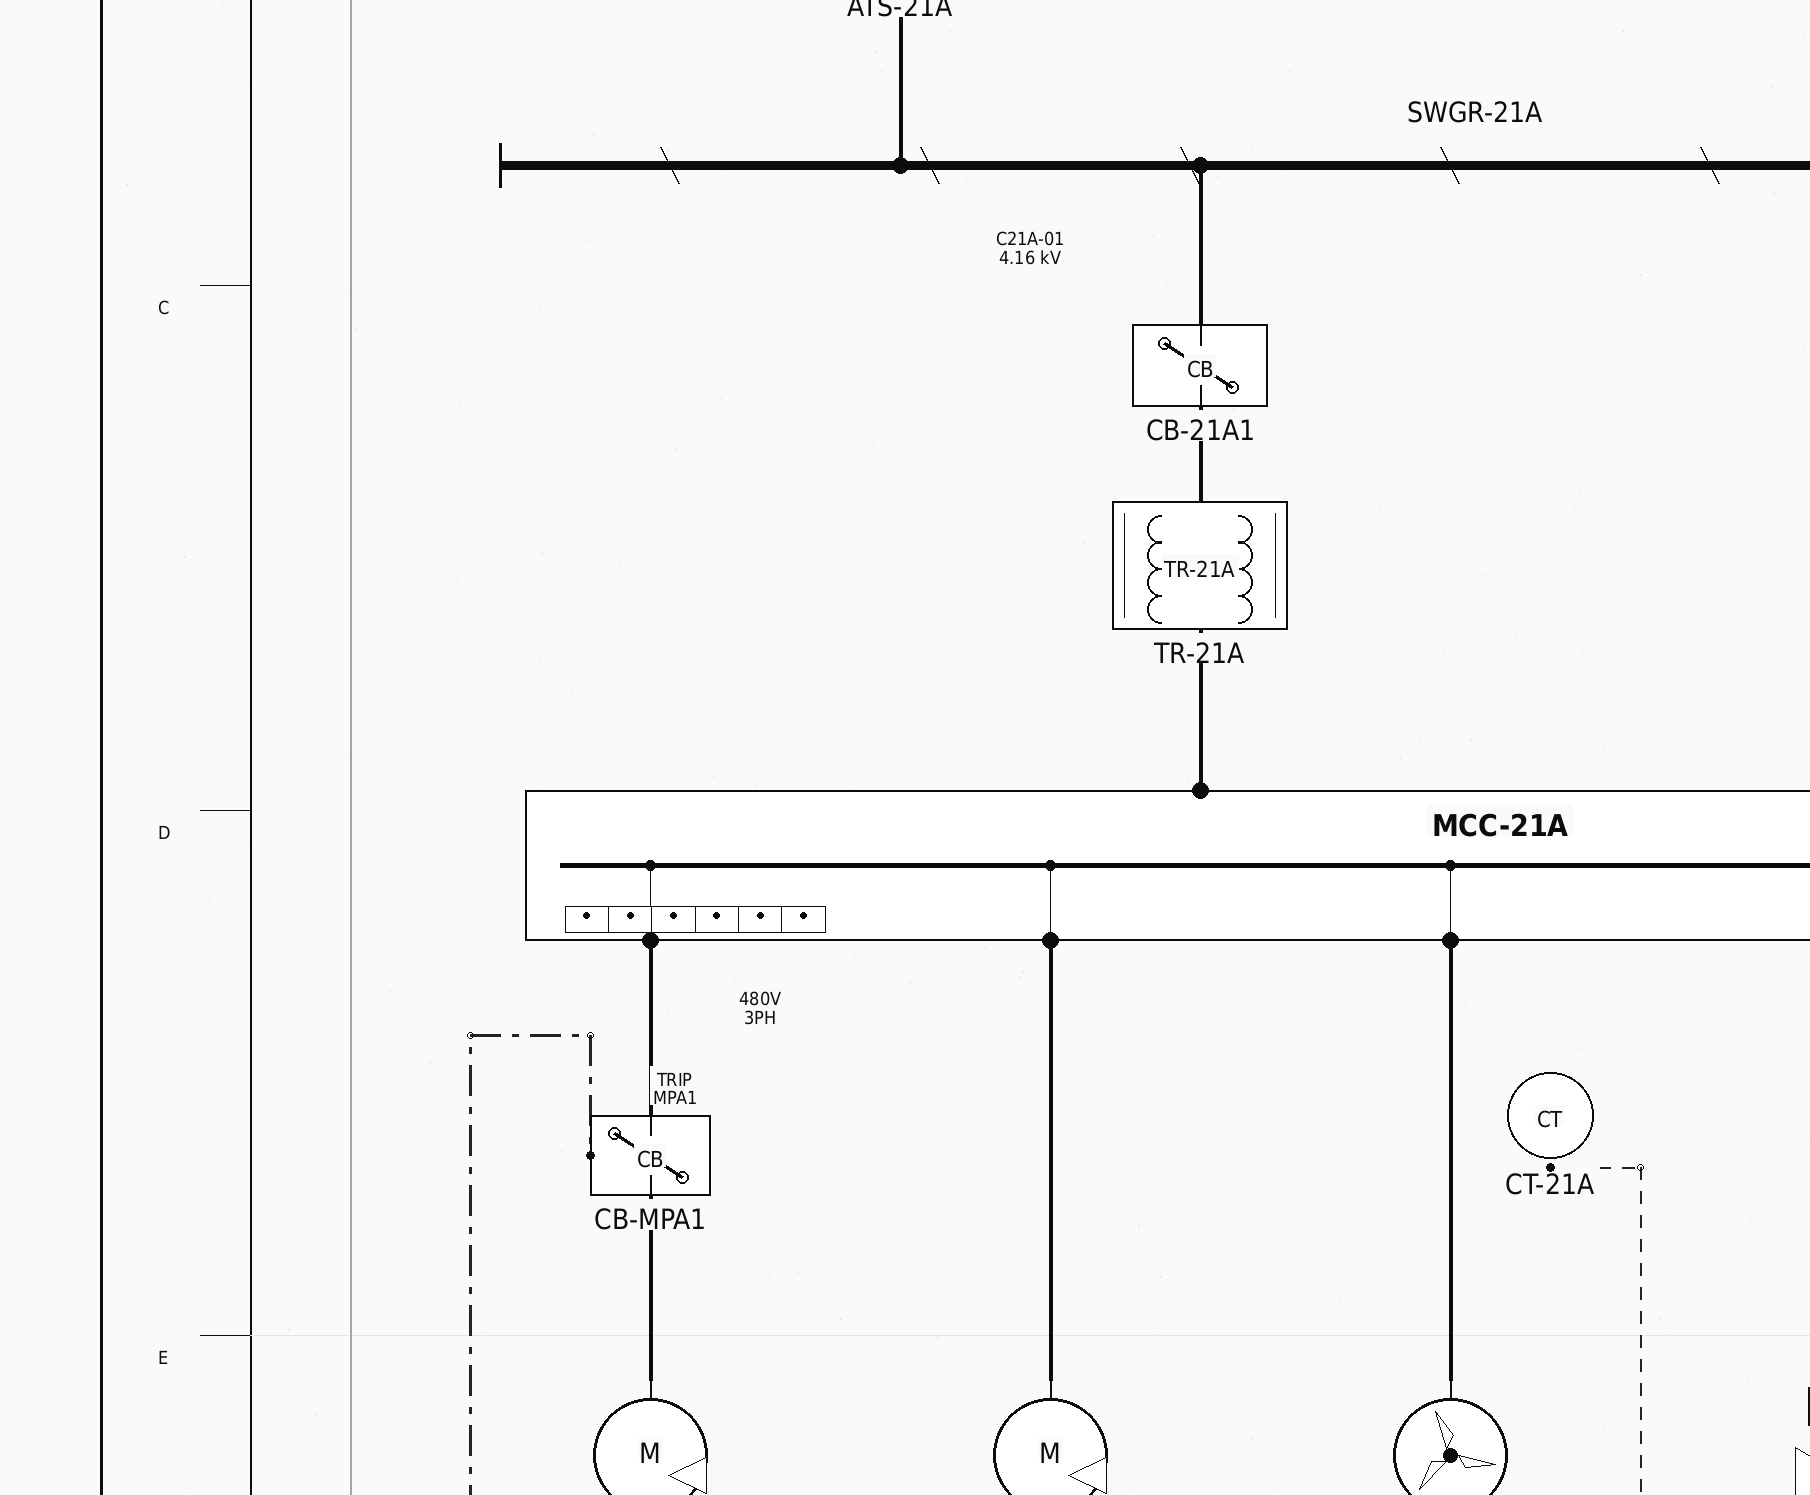 ATS-21A
SWGR-21A
C21A-01
4.16 kV
C
CB
CB-21A1
TR-21A
TR-21A
MCC-21A
D
480V
3PH
TRIP
MPA1
CB
CB-MPA1
CT
CT-21A
E
M
M